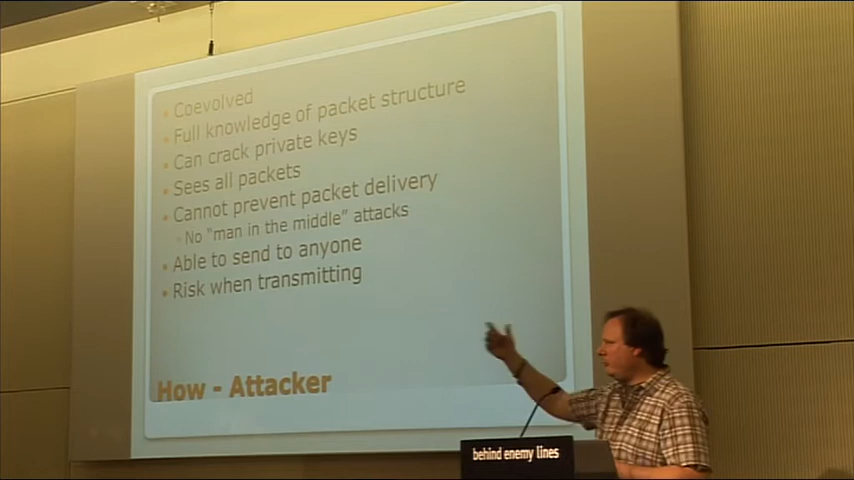 Coevolved
Full knowledge of packet structure
Can crack private keys
Sees all packets
Cannot prevent packet delivery
No "man in the middle" attacks
Able to send to anyone
Risk when transmitting
How - Attacker
behind enemy lines